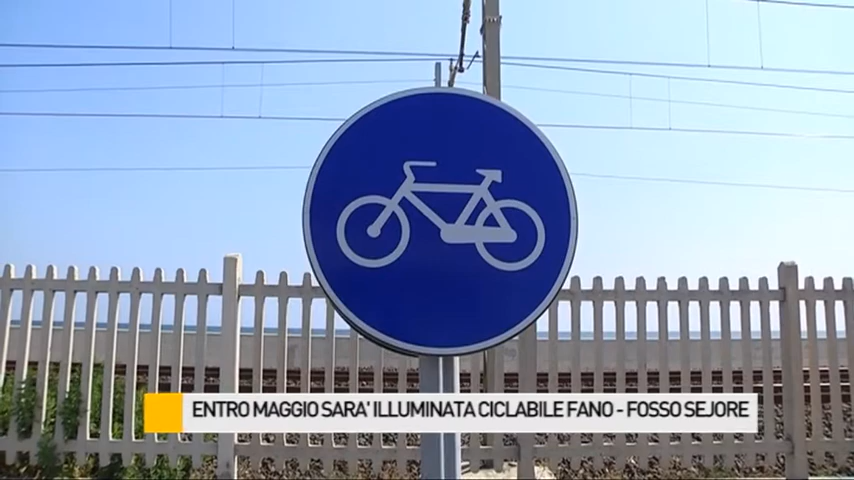 ENTRO MAGGIO SARA' ILLUMINATA CICLABILE FANO - FOSSO SEJORE